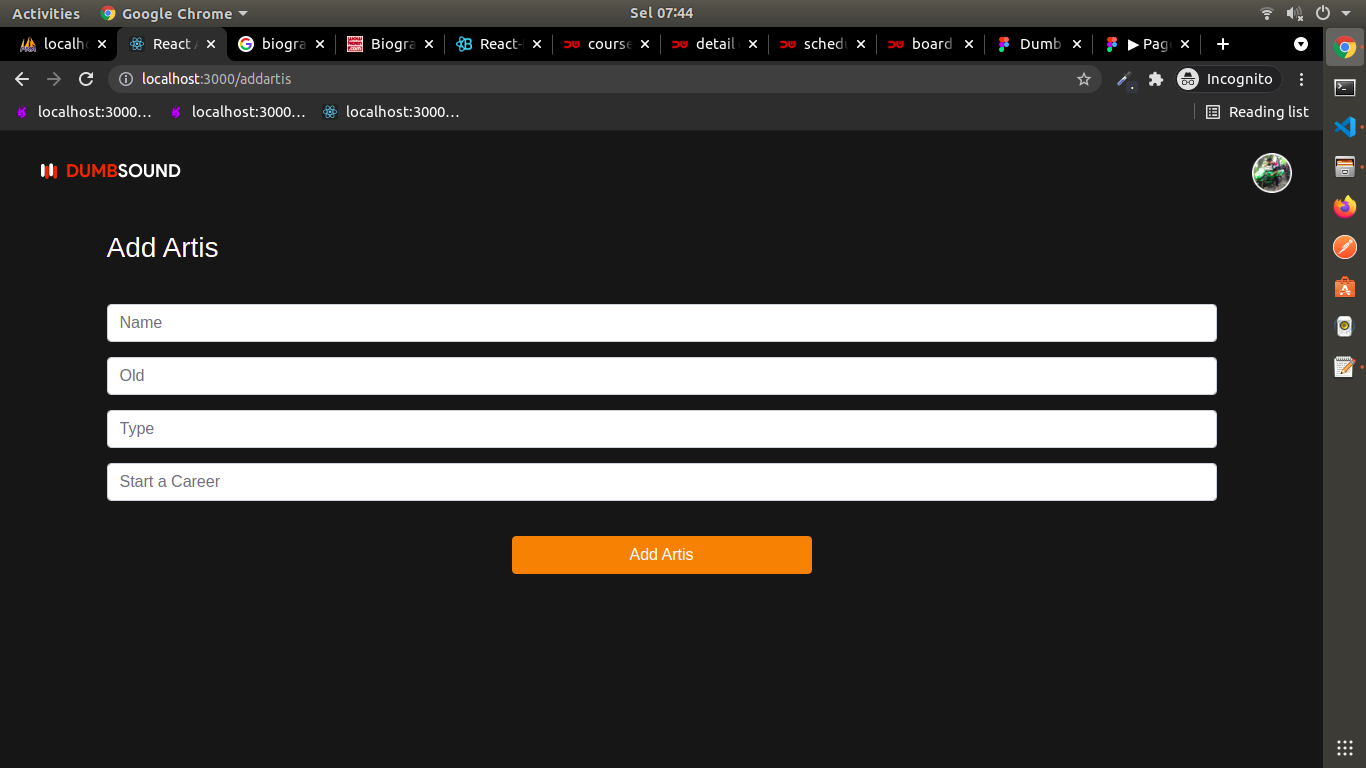 Activities Google Chrome Sel 07:44
localho React A biogra Biogra React- course detail schedu board Dumb ▶ Pag
localhost:3000/addartis Incognito
localhost:3000… localhost:3000… localhost:3000… Reading list
DUMBSOUND
Add Artis
Name
Old
Type
Start a Career
Add Artis